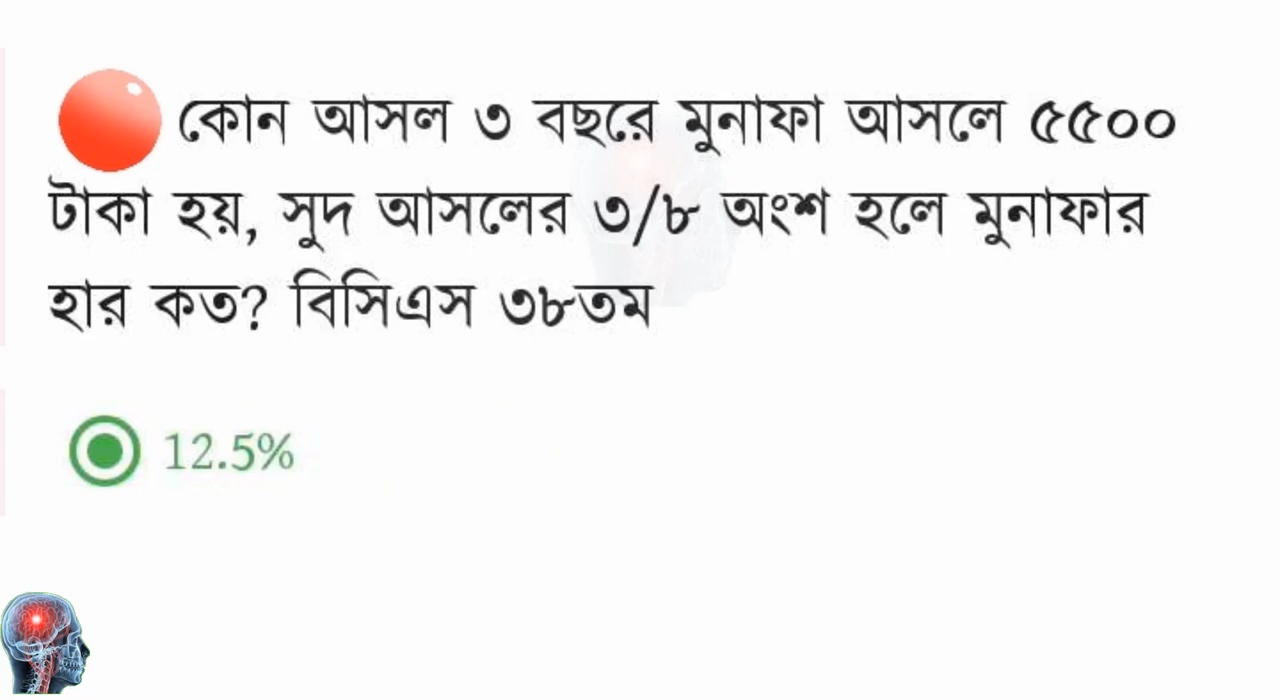 কোন আসল ৩ বছরে মুনাফা আসলে ৫৫০০
টাকা হয়, সুদ আসলের ৩/৮ অংশ হলে মুনাফার
হার কত? বিসিএস ৩৮তম
12.5%